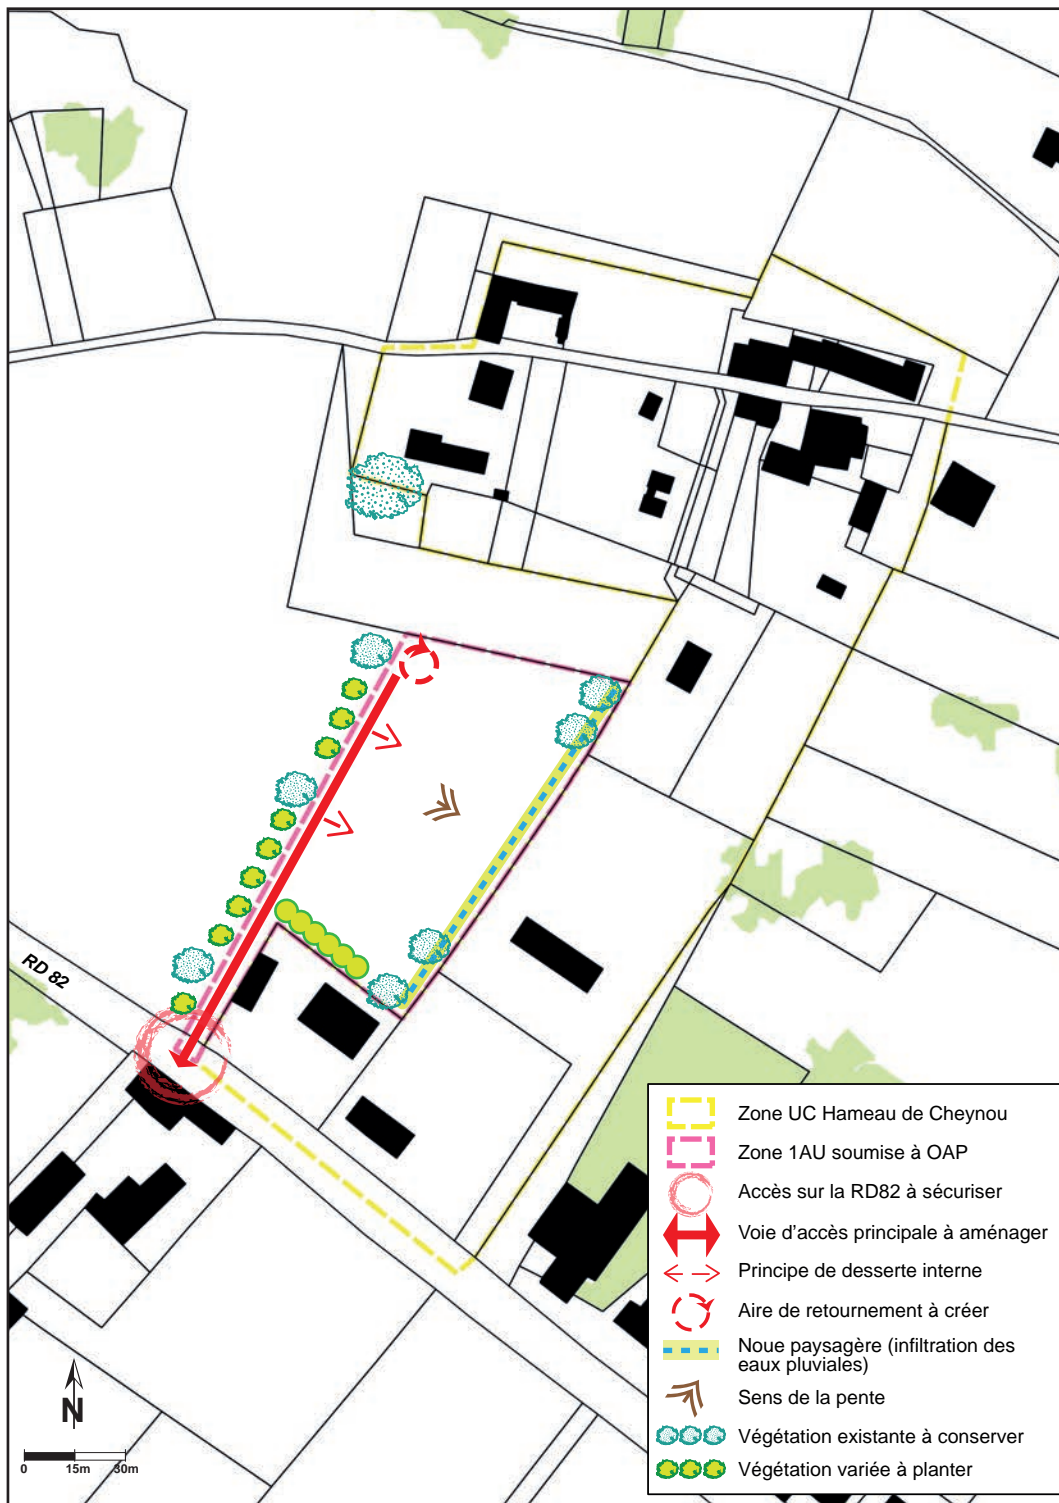 RD 82
Zone UC Hameau de Cheynou
Zone 1AU soumise à OAP
Accès sur la RD82 à sécuriser
Voie d'accès principale à aménager
Principe de desserte interne
Aire de retournement à créer
Noue paysagère (infiltration des
eaux pluviales)
Sens de la pente
Végétation existante à conserver
Végétation variée à planter
N
0 15m 30m